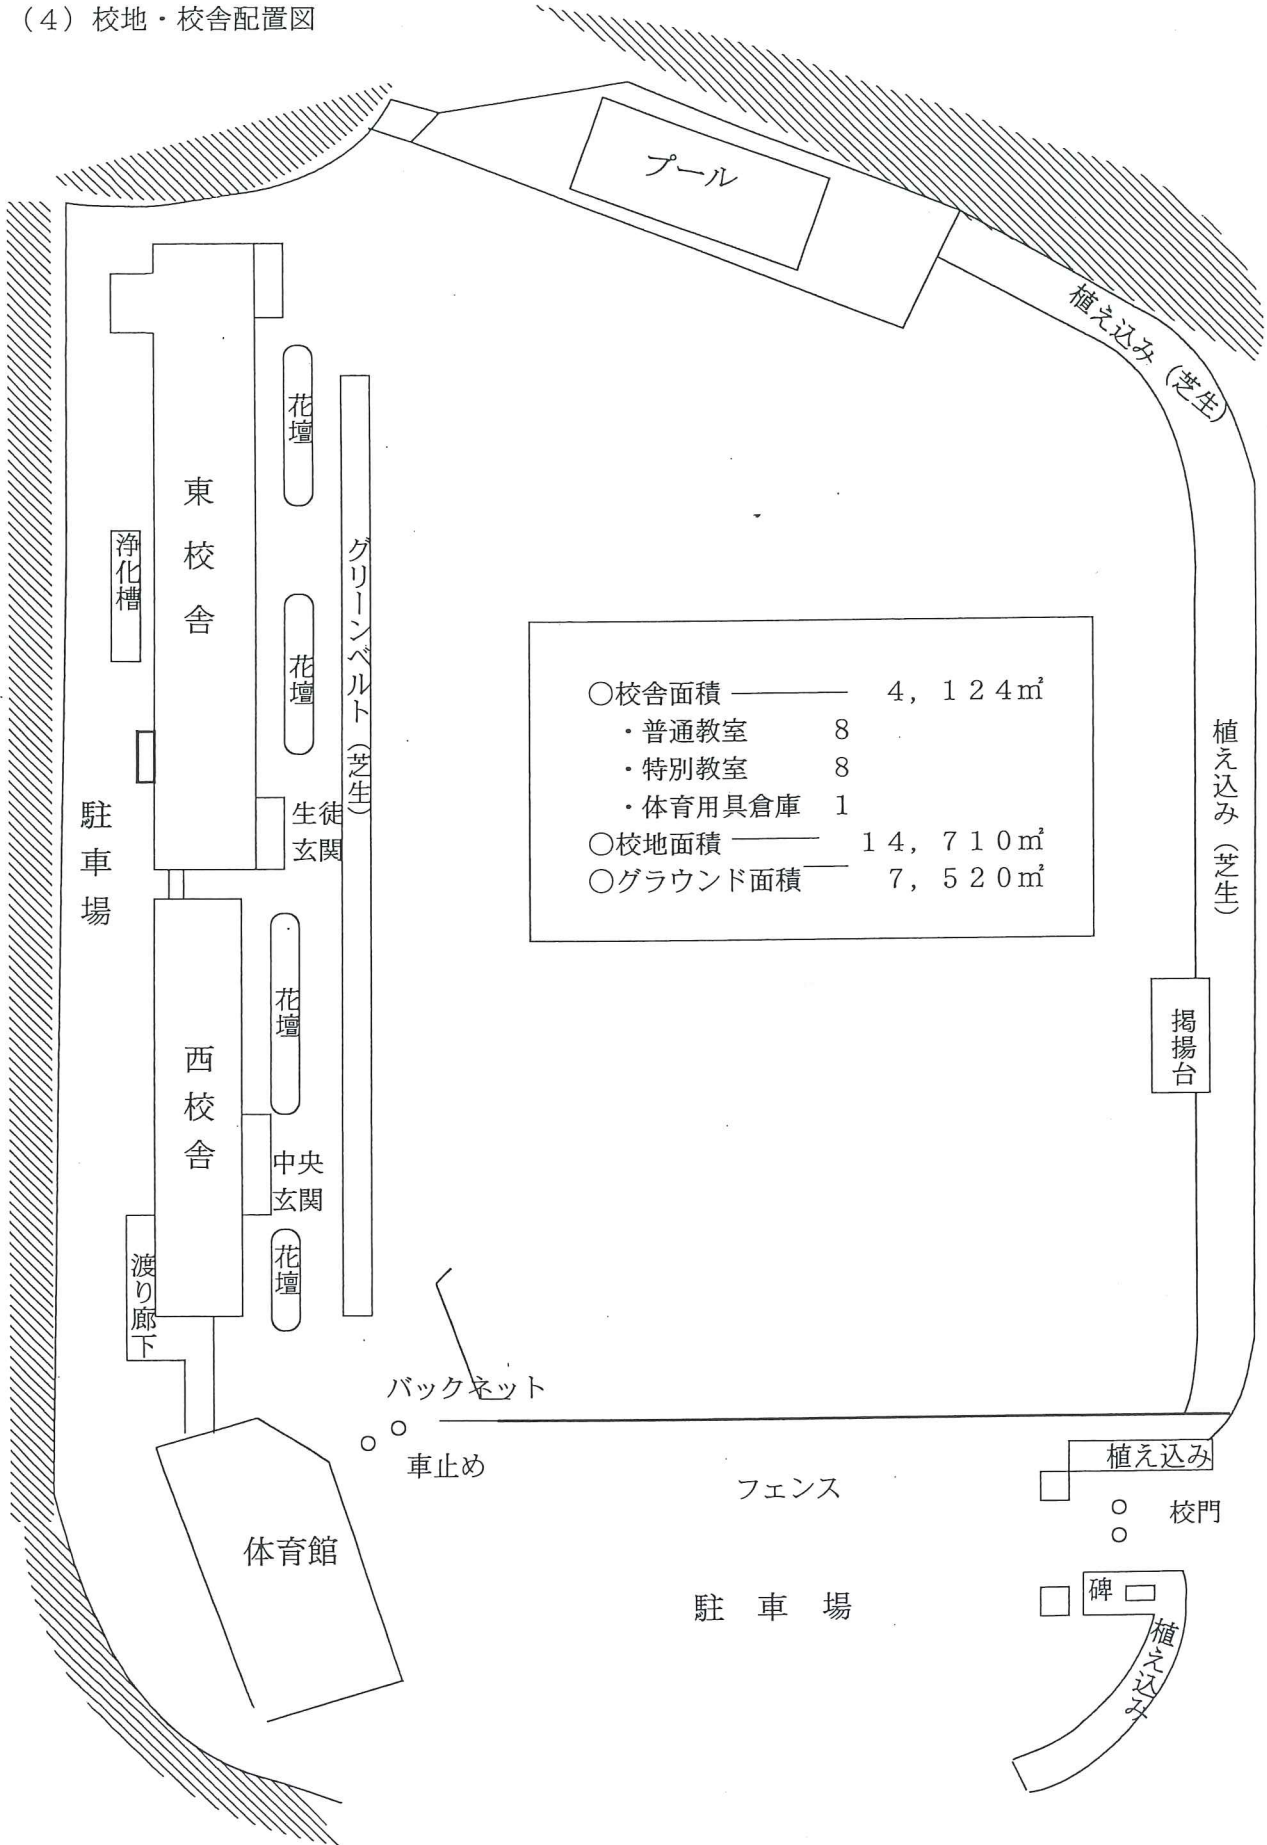 （４）校地・校舎配置図
プール
植え込み（芝生）
花壇
東校舎
浄化槽
グリーンベルト（芝生）
花壇
○校舎面積 ――― ４，１２４㎡
・普通教室 ８
・特別教室 ８
・体育用具倉庫 １
○校地面積 ――― １４，７１０㎡
○グラウンド面積 ―― ７，５２０㎡
植え込み（芝生）
駐車場
生徒
玄関
花壇
掲揚台
西校舎
中央
玄関
花壇
渡り廊下
バックネット
車止め
フェンス
植え込み
校門
体育館
駐車場
碑
植え込み